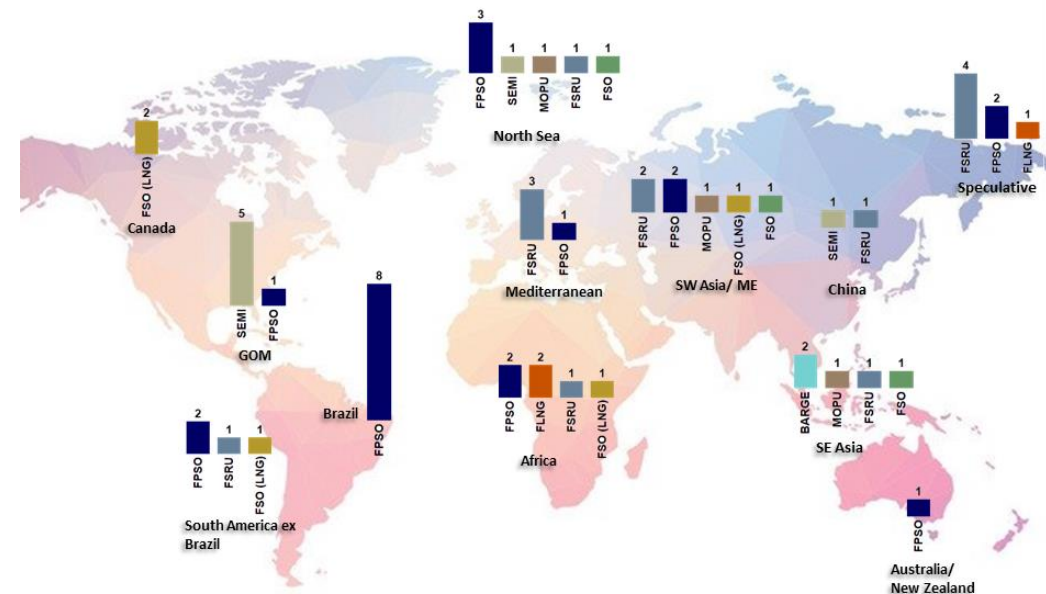 3 1 1 1 1
FPSO SEMI MOPU FSRU FSO
North Sea
4 2 1
FSRU FPSO FLNG
Speculative
2
FSO (LNG)
Canada
5 1
SEMI FPSO
GOM
3 1
FSRU FPSO
Mediterranean
2 2 1 1 1
FSRU FPSO MOPU FSO (LNG) FSO
SW Asia/ ME
1 1
SEMI FSRU
China
8
FPSO
Brazil
2 1 1
FPSO FSRU FSO (LNG)
South America ex
Brazil
2 2 1 1
FPSO FLNG FSRU FSO (LNG)
Africa
2 1 1 1
BARGE MOPU FSRU FSO
SE Asia
1
FPSO
Australia/
New Zealand